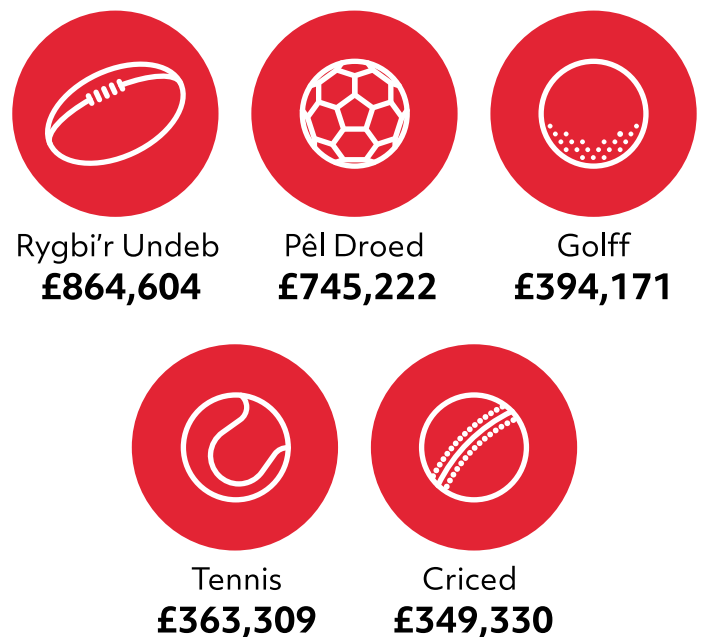 Rygbi’r Undeb
£864,604
Pêl Droed
£745,222
Golff
£394,171
Tennis
£363,309
Criced
£349,330